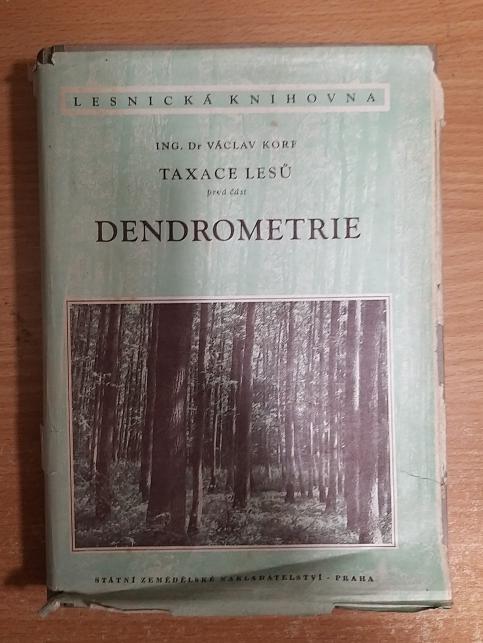 LESNICKÁ KNIHOVNA
ING. Dr VÁCLAV KORF
TAXACE LESŮ
prvá část
DENDROMETRIE
STÁTNÍ ZEMĚDĚLSKÉ NAKLADATELSTVÍ - PRAHA